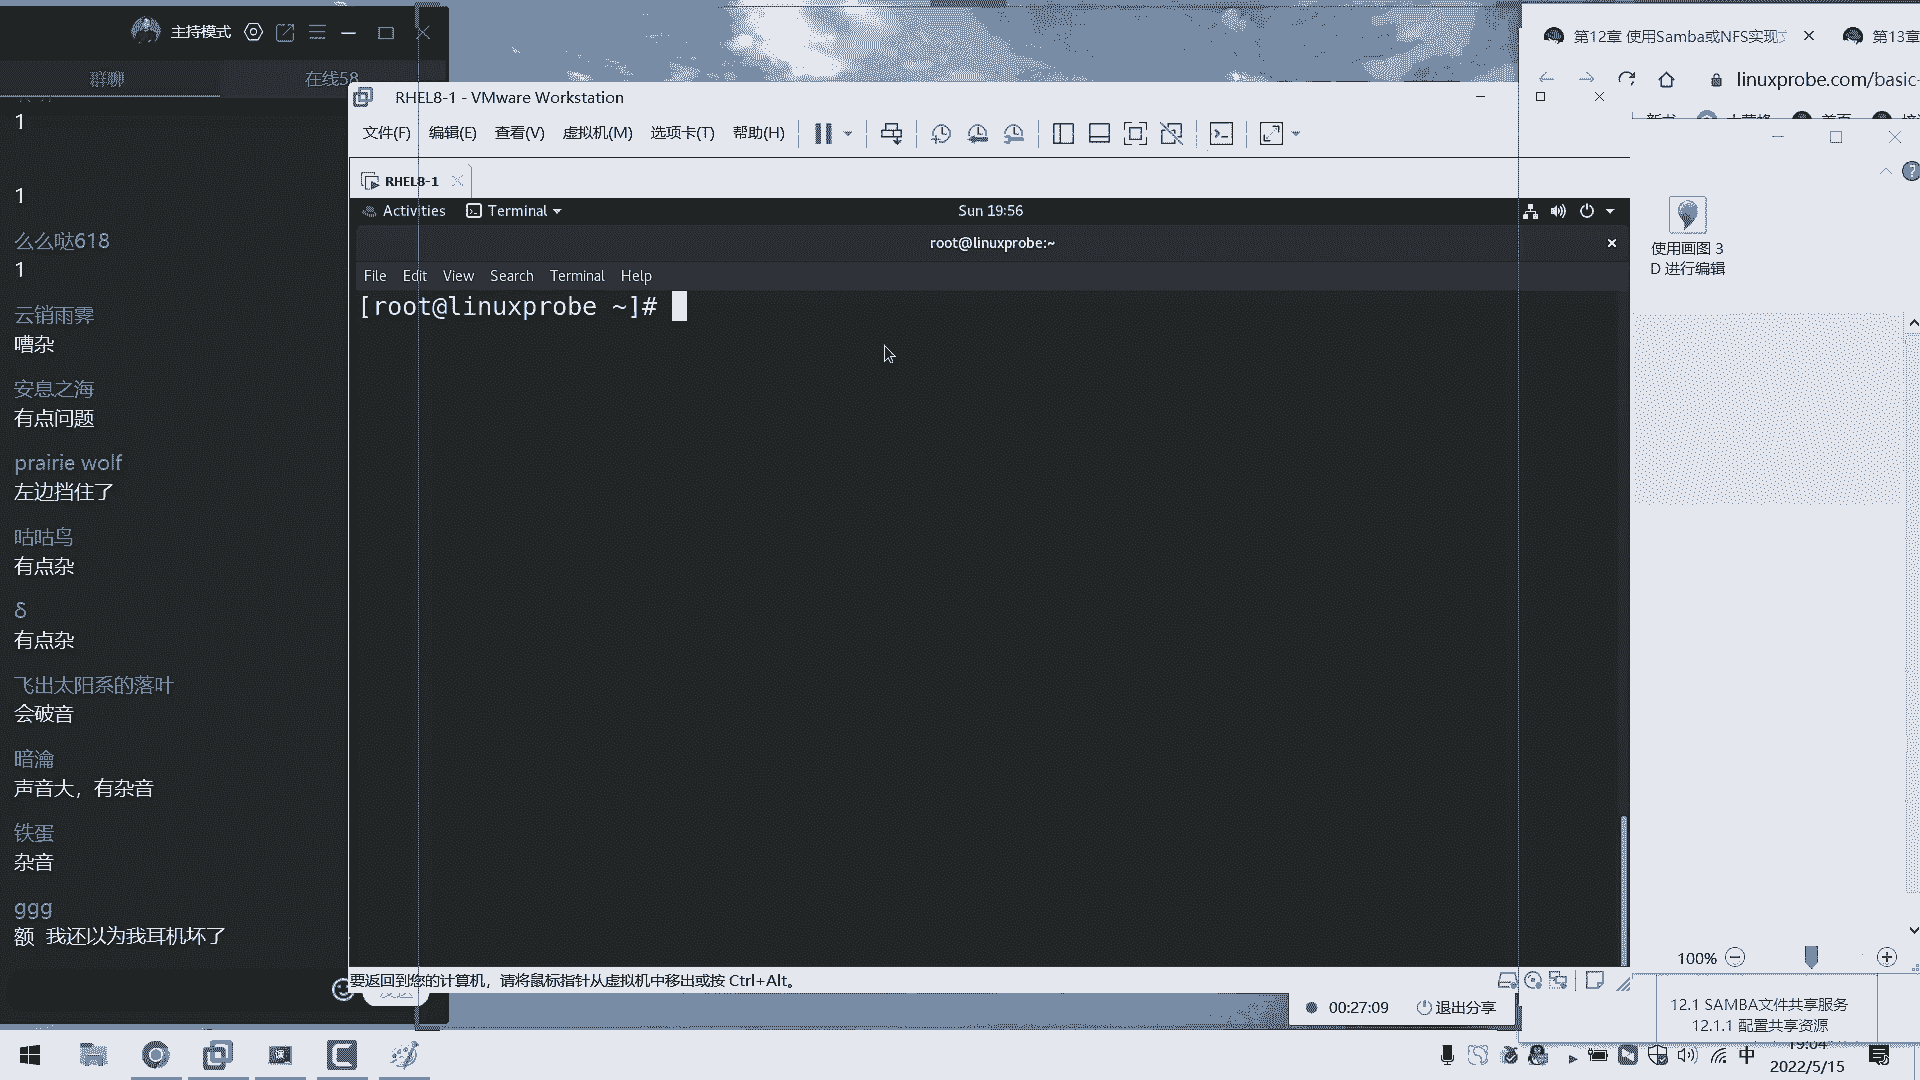 主持模式
群聊
在线58
1
1
么么哒618
1
云销雨霁
嘈杂
安息之海
有点问题
prairie wolf
左边挡住了
咕咕鸟
有点杂
δ
有点杂
飞出太阳系的落叶
会破音
暗瀹
声音大，有杂音
铁蛋
杂音
ggg
额 我还以为我耳机坏了
RHEL8-1 - VMware Workstation
文件(F) 编辑(E) 查看(V) 虚拟机(M) 选项卡(T) 帮助(H)
RHEL8-1
Activities Terminal Sun 19:56
root@linuxprobe:~
File Edit View Search Terminal Help
[root@linuxprobe ~]#
要返回到您的计算机，请将鼠标指针从虚拟机中移出或按 Ctrl+Alt。
00:27:09 退出分享
第12章 使用Samba或NFS实现文
第13章
linuxprobe.com/basic-
使用画图 3
D 进行编辑
100%
12.1 SAMBA文件共享服务
12.1.1 配置共享资源
中
19:04
2022/5/15